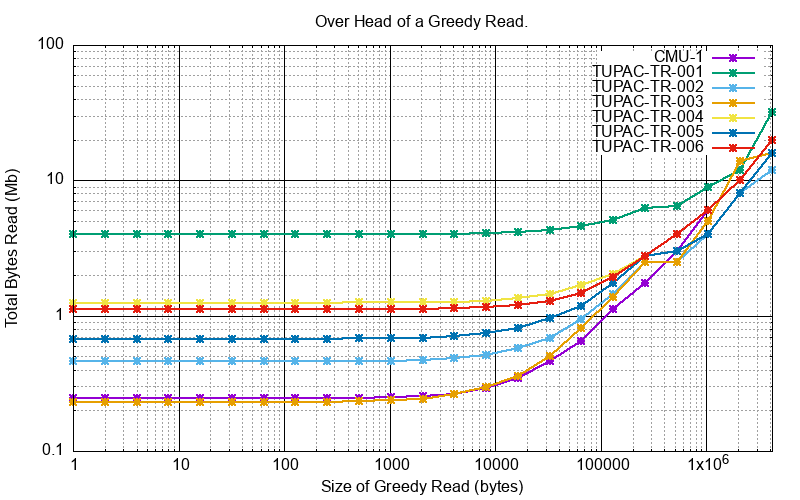 Over Head of a Greedy Read.
Total Bytes Read (Mb)
100
10
1
0.1
CMU-1
TUPAC-TR-001
TUPAC-TR-002
TUPAC-TR-003
TUPAC-TR-004
TUPAC-TR-005
TUPAC-TR-006
1 10 100 1000 10000 100000 1x10⁶
Size of Greedy Read (bytes)